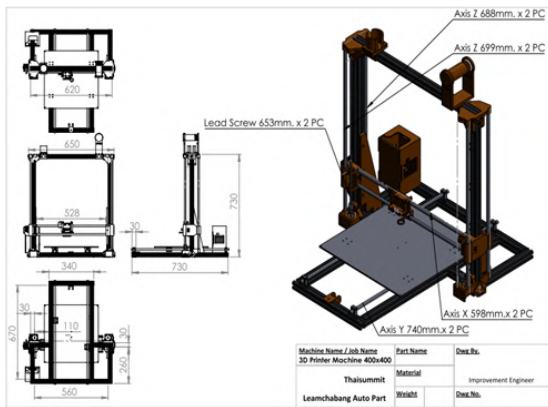 Axis Z 688mm. x 2 PC
Axis Z 699mm. x 2 PC
Lead Screw 653mm. x 2 PC
620
650
528
730
30
730
340
30
670
110
30
260
560
Axis X 598mm.x 2 PC
Axis Y 740mm.x 2 PC
Machine Name / Job Name
3D Printer Machine 400x400
Part Name
Dwg By.
Thaisummit
Material
Improvement Engineer
Leamchabang Auto Part
Weight
Dwg No.